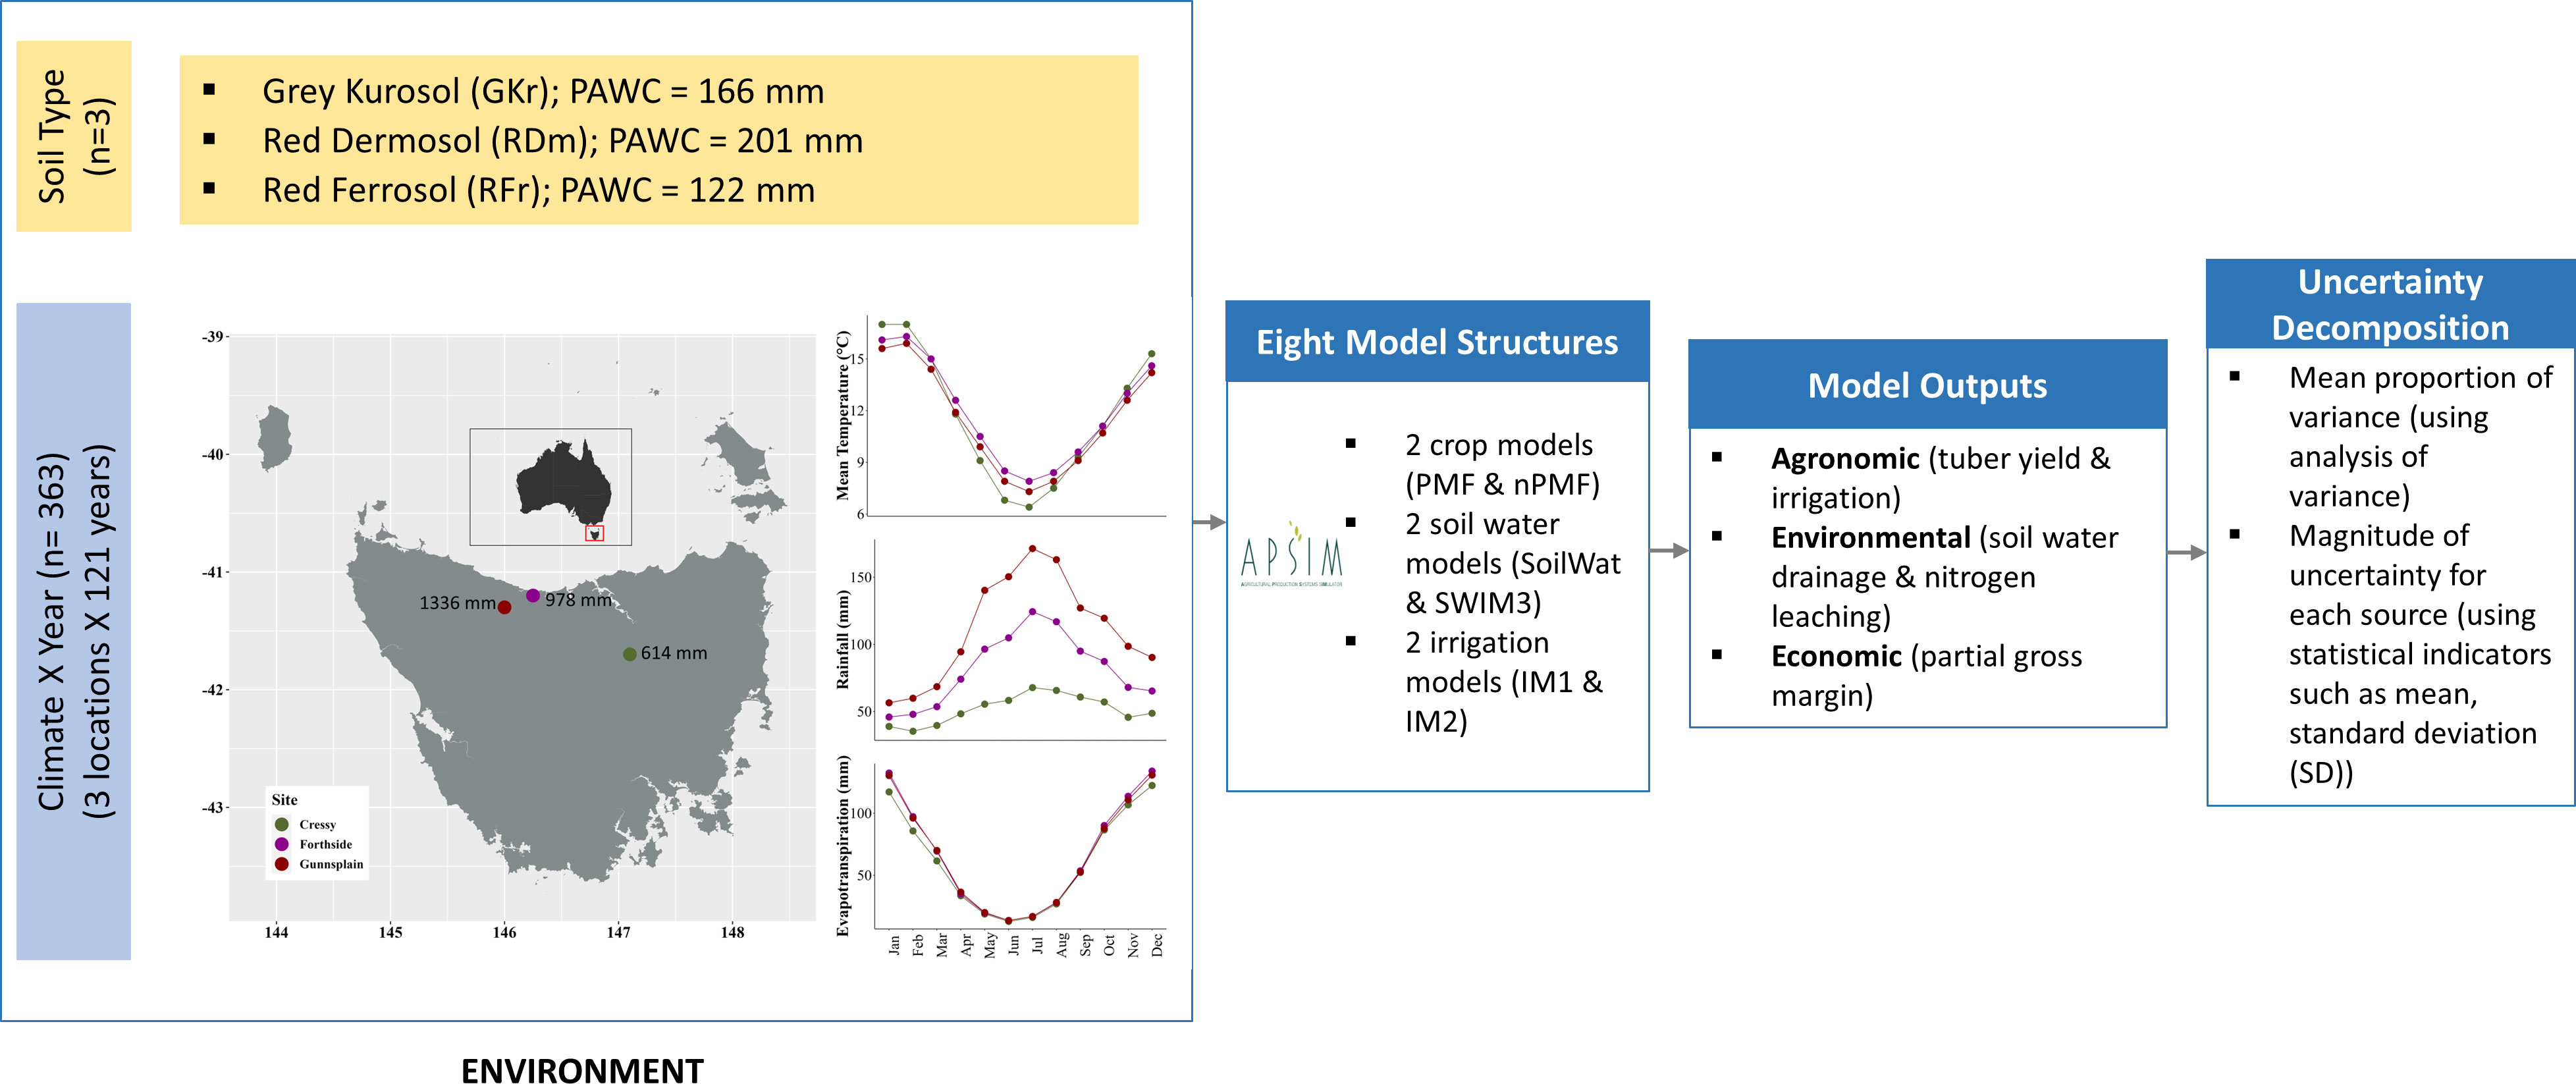 Soil Type
(n=3)
▪ Grey Kurosol (GKr); PAWC = 166 mm
▪ Red Dermosol (RDm); PAWC = 201 mm
▪ Red Ferrosol (RFr); PAWC = 122 mm
Climate X Year (n= 363)
(3 locations X 121 years)
-39
-40
-41
-42
-43
144
145
146
147
148
1336 mm
978 mm
614 mm
Site
Cressy
Forthside
Gunnsplain
Mean Temperature (°C)
15
12
9
6
Rainfall (mm)
150
100
50
Evapotranspiration (mm)
100
50
Jan
Feb
Mar
Apr
May
Jun
Jul
Aug
Sep
Oct
Nov
Dec
ENVIRONMENT
Eight Model Structures
APSIM
AGRICULTURAL PRODUCTION SYSTEMS SIMULATOR
▪ 2 crop models
(PMF & nPMF)
▪ 2 soil water
models (SoilWat
& SWIM3)
▪ 2 irrigation
models (IM1 &
IM2)
Model Outputs
▪ Agronomic (tuber yield &
irrigation)
▪ Environmental (soil water
drainage & nitrogen
leaching)
▪ Economic (partial gross
margin)
Uncertainty
Decomposition
▪ Mean proportion of
variance (using
analysis of
variance)
▪ Magnitude of
uncertainty for
each source (using
statistical indicators
such as mean,
standard deviation
(SD))